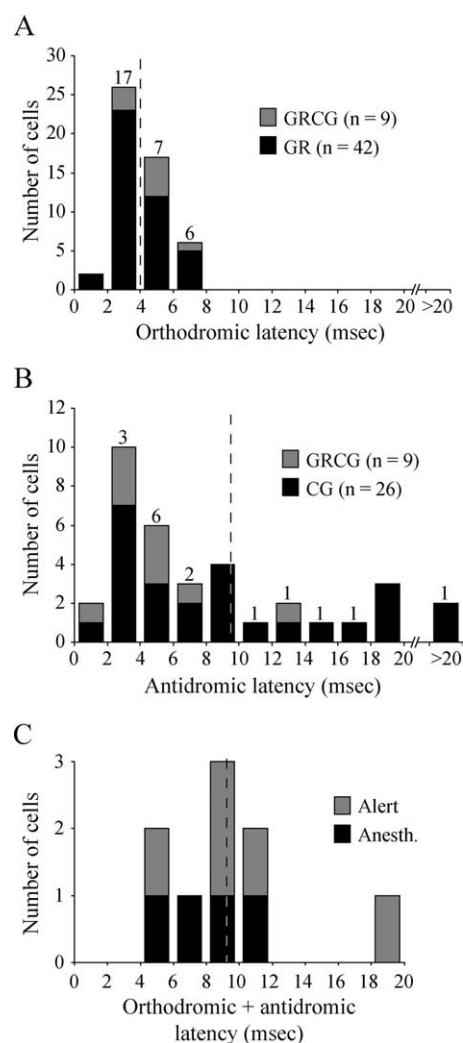 A
Number of cells
30
25
20
15
10
5
0
17
7
6
GRCG (n = 9)
GR (n = 42)
0 2 4 6 8 10 12 14 16 18 20 >20
Orthodromic latency (msec)
B
Number of cells
12
10
8
6
4
2
0
3
6
2
1
1
1
1
1
GRCG (n = 9)
CG (n = 26)
0 2 4 6 8 10 12 14 16 18 20 >20
Antidromic latency (msec)
C
Number of cells
3
2
1
0
Alert
Anesth.
0 2 4 6 8 10 12 14 16 18 20
Orthodromic + antidromic
latency (msec)